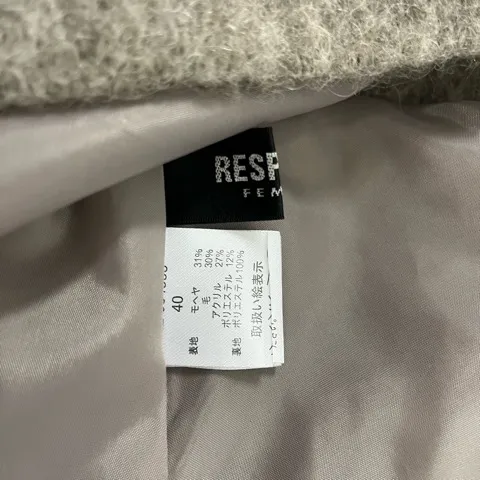 RESP
FEM
40
表地 モヘヤ 31%
毛 30%
アクリル 27%
ポリエステル 12%
裏地 ポリエステル 100%
取扱い絵表示